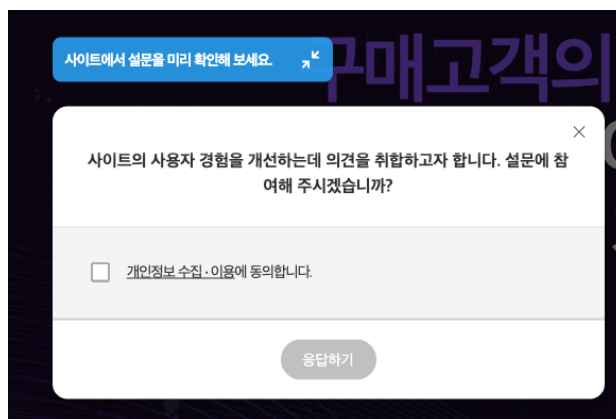 구매고객의
사이트에서 설문을 미리 확인해 보세요.
사이트의 사용자 경험을 개선하는데 의견을 취합하고자 합니다. 설문에 참
여해 주시겠습니까?
개인정보 수집 · 이용에 동의합니다.
응답하기